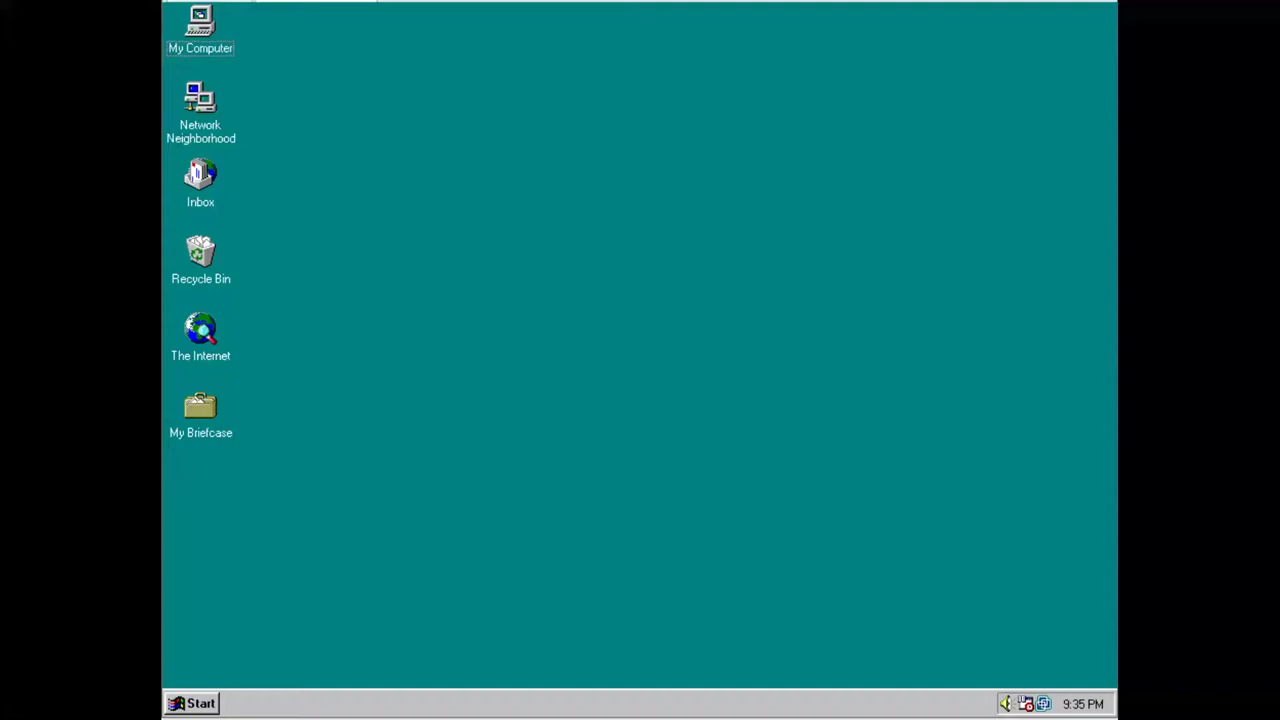 My Computer
Network
Neighborhood
Inbox
Recycle Bin
The Internet
My Briefcase
Start
9:35 PM